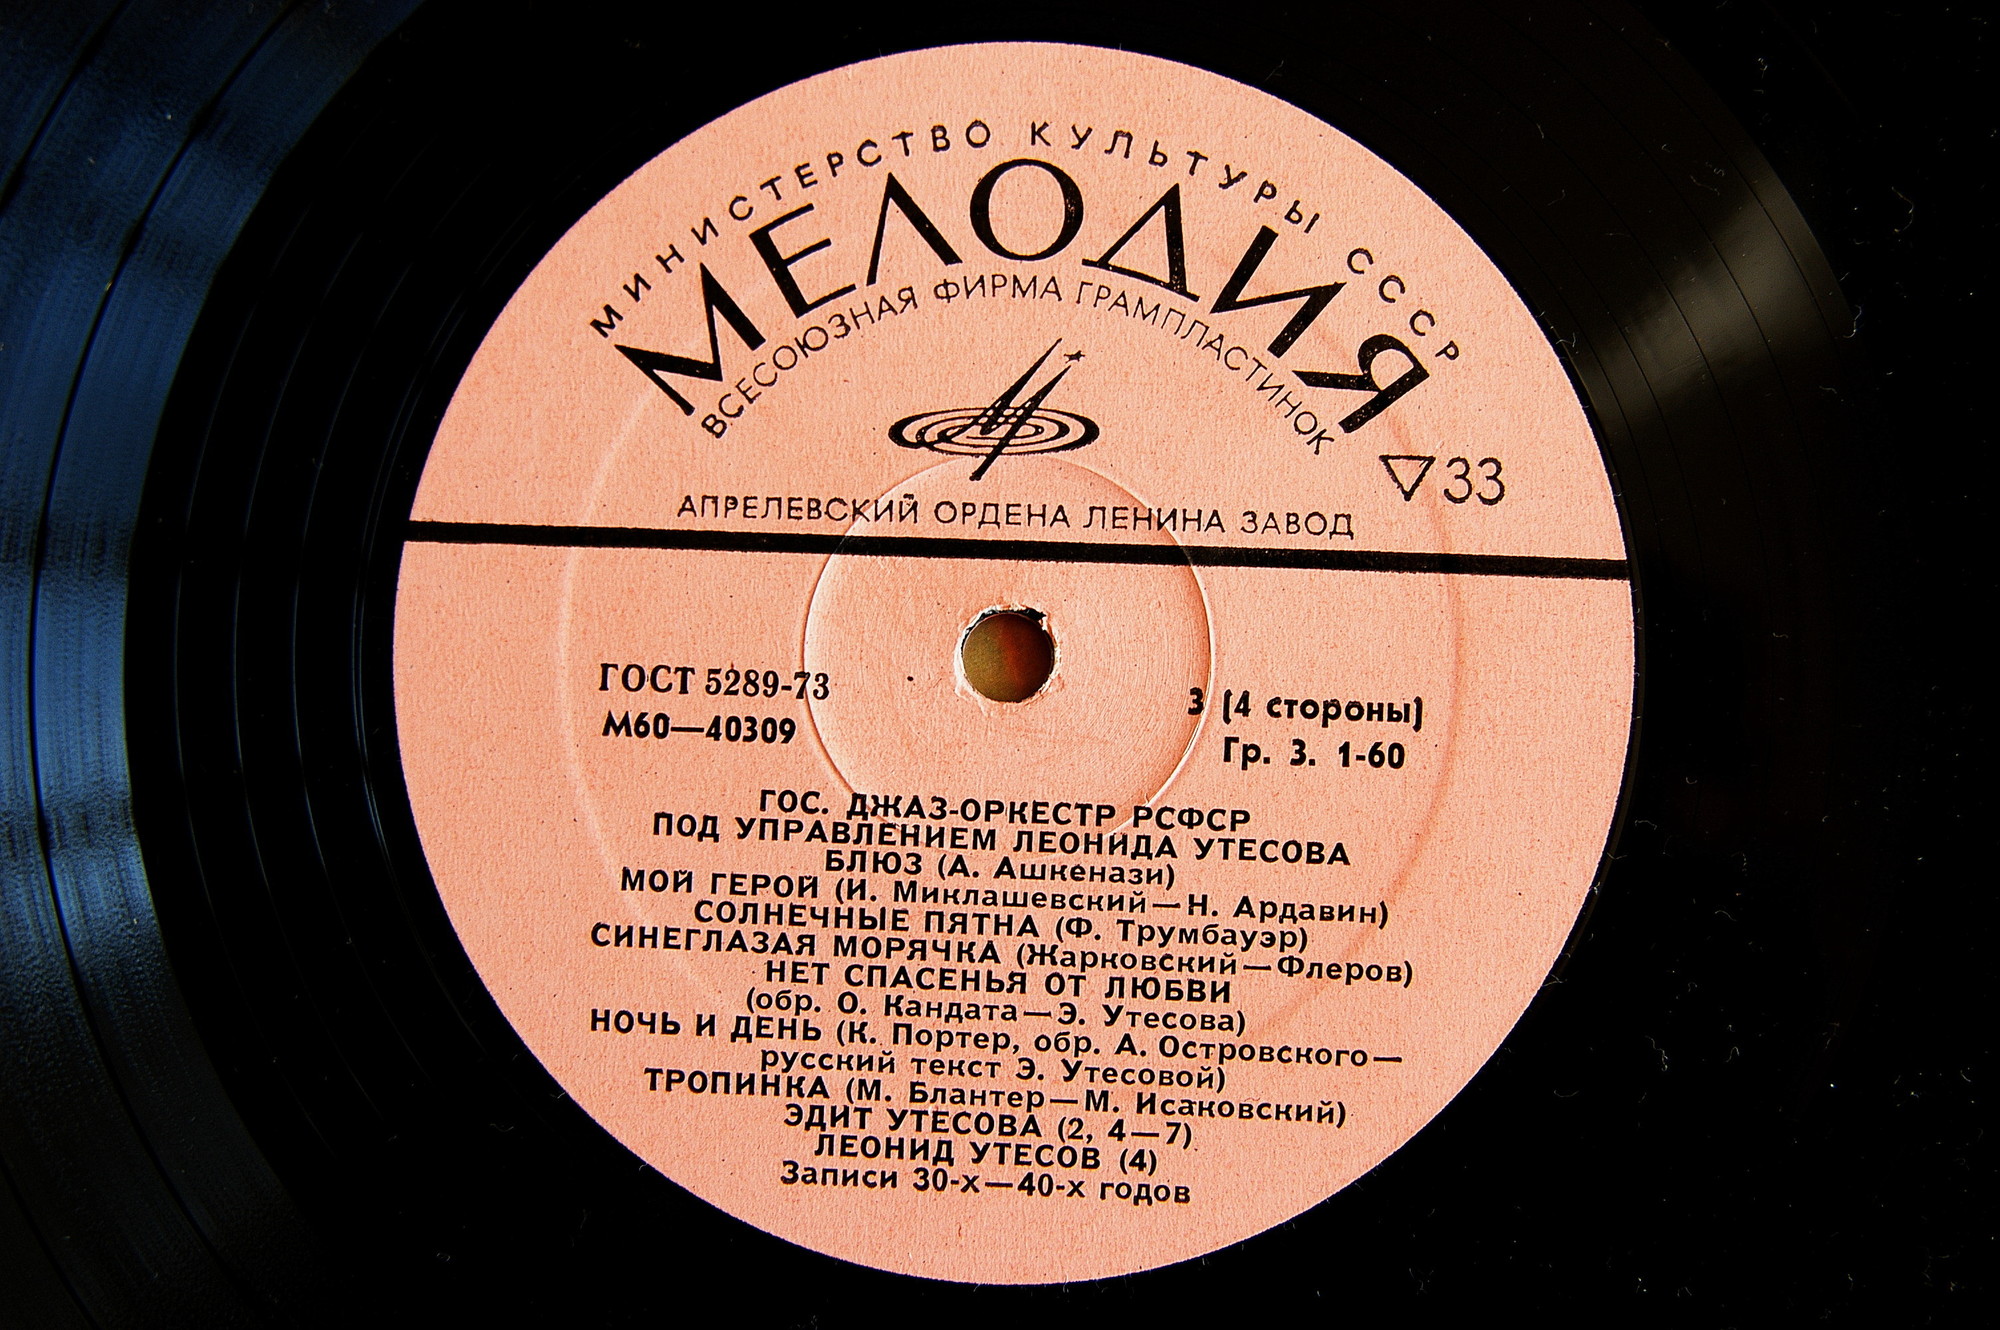 МИНИСТЕРСТВО КУЛЬТУРЫ СССР
МЕЛОДИЯ
ВСЕСОЮЗНАЯ ФИРМА ГРАМПЛАСТИНОК
33
АПРЕЛЕВСКИЙ ОРДЕНА ЛЕНИНА ЗАВОД
ГОСТ 5289-73
М60—40309
3 (4 стороны)
Гр. 3. 1-60
ГОС. ДЖАЗ-ОРКЕСТР РСФСР
ПОД УПРАВЛЕНИЕМ ЛЕОНИДА УТЕСОВА
БЛЮЗ (А. Ашкенази)
МОЙ ГЕРОЙ (И. Миклашевский—Н. Ардавин)
СОЛНЕЧНЫЕ ПЯТНА (Ф. Трумбауэр)
СИНЕГЛАЗАЯ МОРЯЧКА (Жарковский—Флеров)
НЕТ СПАСЕНЬЯ ОТ ЛЮБВИ
(обр. О. Кандата—Э. Утесова)
НОЧЬ И ДЕНЬ (К. Портер, обр. А. Островского—
русский текст Э. Утесовой)
ТРОПИНКА (М. Блантер—М. Исаковский)
ЭДИТ УТЕСОВА (2, 4—7)
ЛЕОНИД УТЕСОВ (4)
Записи 30-х—40-х годов